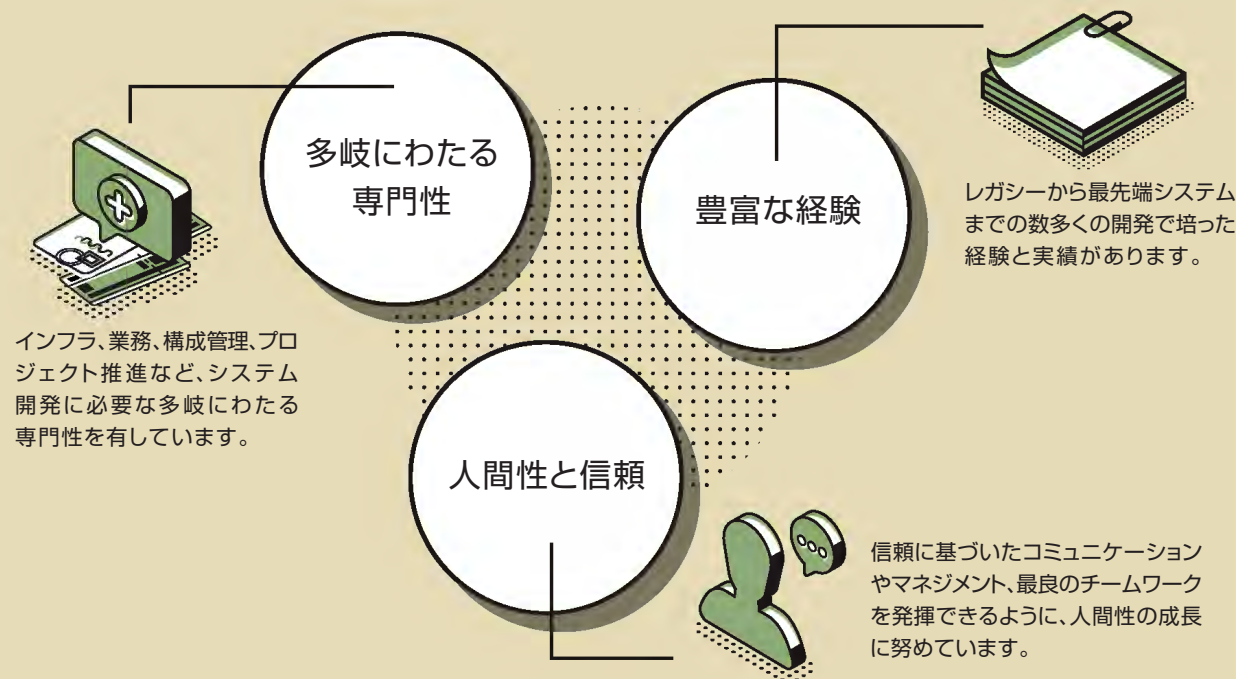 多岐にわたる
専門性
インフラ、業務、構成管理、プロ
ジェクト推進など、システム
開発に必要な多岐にわたる
専門性を有しています。
豊富な経験
レガシーから最先端システム
までの数多くの開発で培った
経験と実績があります。
人間性と信頼
信頼に基づいたコミュニケーション
やマネジメント、最良のチームワーク
を発揮できるように、人間性の成長
に努めています。